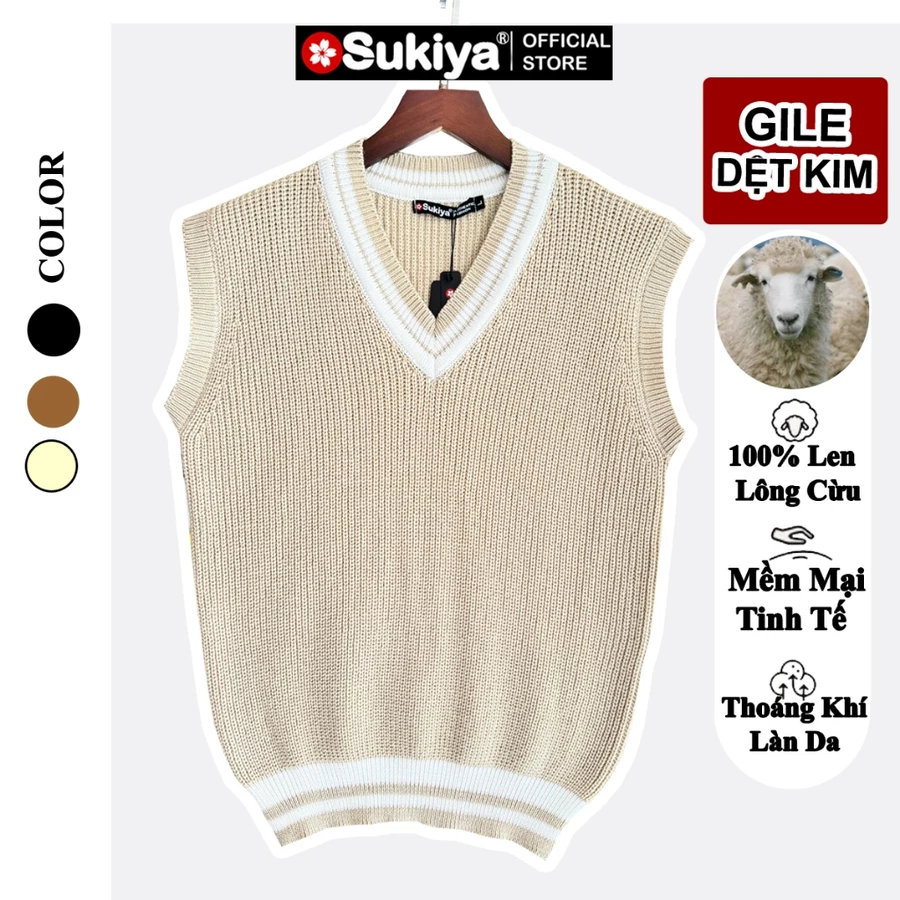 Sukiya® OFFICIAL
STORE
GILE
DỆT KIM
COLOR
Sukiya®
L
100% Len
Lông Cừu
Mềm Mại
Tinh Tế
Thoáng Khí
Làn Da